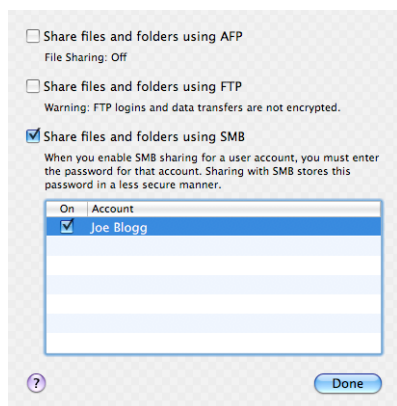 Share files and folders using AFP
File Sharing: Off
Share files and folders using FTP
Warning: FTP logins and data transfers are not encrypted.
Share files and folders using SMB
When you enable SMB sharing for a user account, you must enter
the password for that account. Sharing with SMB stores this
password in a less secure manner.
On Account
Joe Blogg
? Done